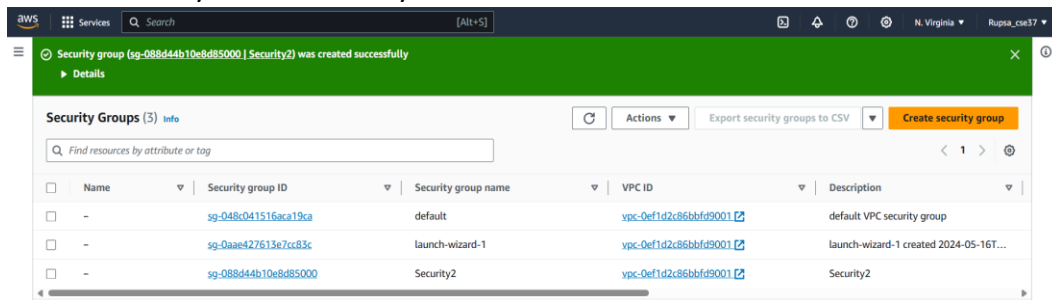 aws Services Search [Alt+S] N. Virginia ▼ Rupsa_cse37 ▼
Security group (sg-088d44b10e8d85000 | Security2) was created successfully
▶ Details
Security Groups (3) Info Actions ▼ Export security groups to CSV ▼ Create security group
Find resources by attribute or tag < 1 >
Name Security group ID Security group name VPC ID Description
– sg-048c041516aca19ca default vpc-0ef1d2c86bbfd9001 default VPC security group
– sg-0aae427613e7cc83c launch-wizard-1 vpc-0ef1d2c86bbfd9001 launch-wizard-1 created 2024-05-16T...
– sg-088d44b10e8d85000 Security2 vpc-0ef1d2c86bbfd9001 Security2